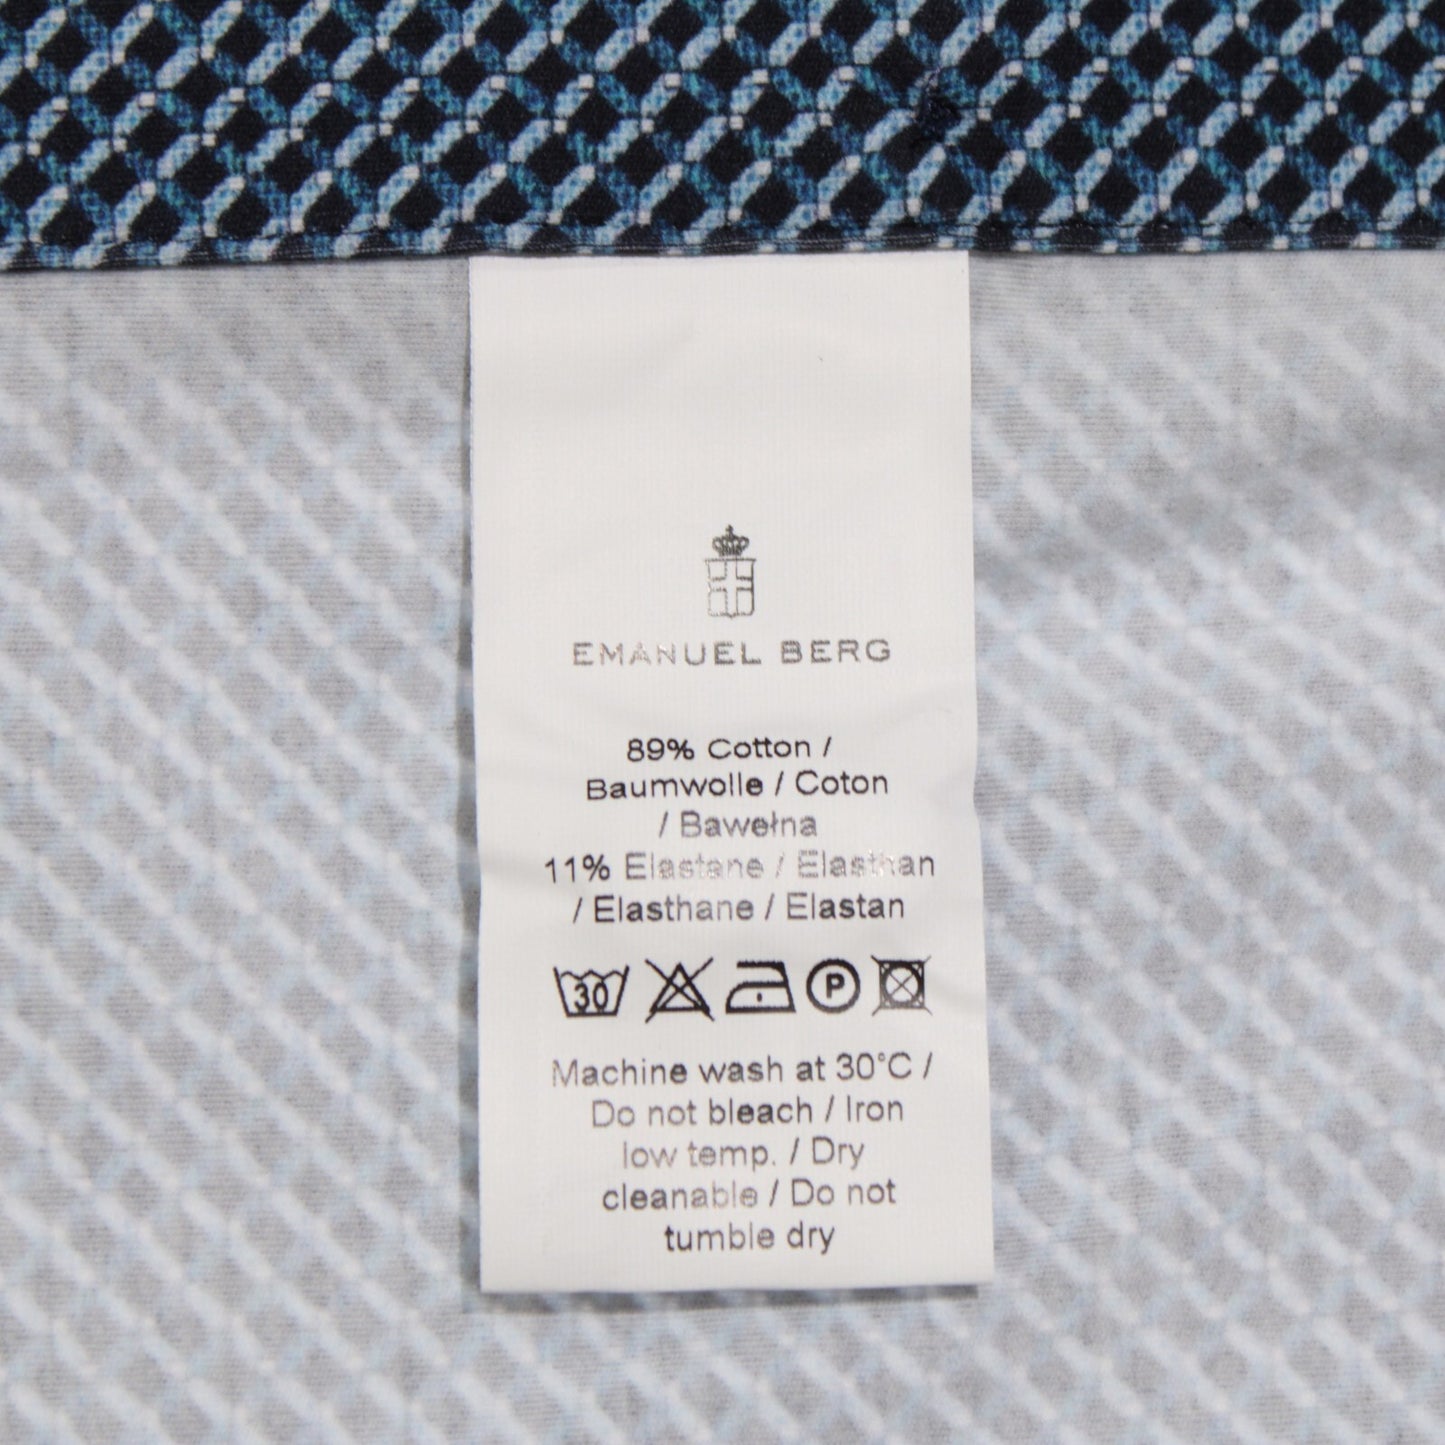 EMANUEL BERG
89% Cotton /
Baumwolle / Coton
/ Bawełna
11% Elastane / Elasthan
/ Elasthane / Elastan
30 P
Machine wash at 30°C /
Do not bleach / Iron
low temp. / Dry
cleanable / Do not
tumble dry